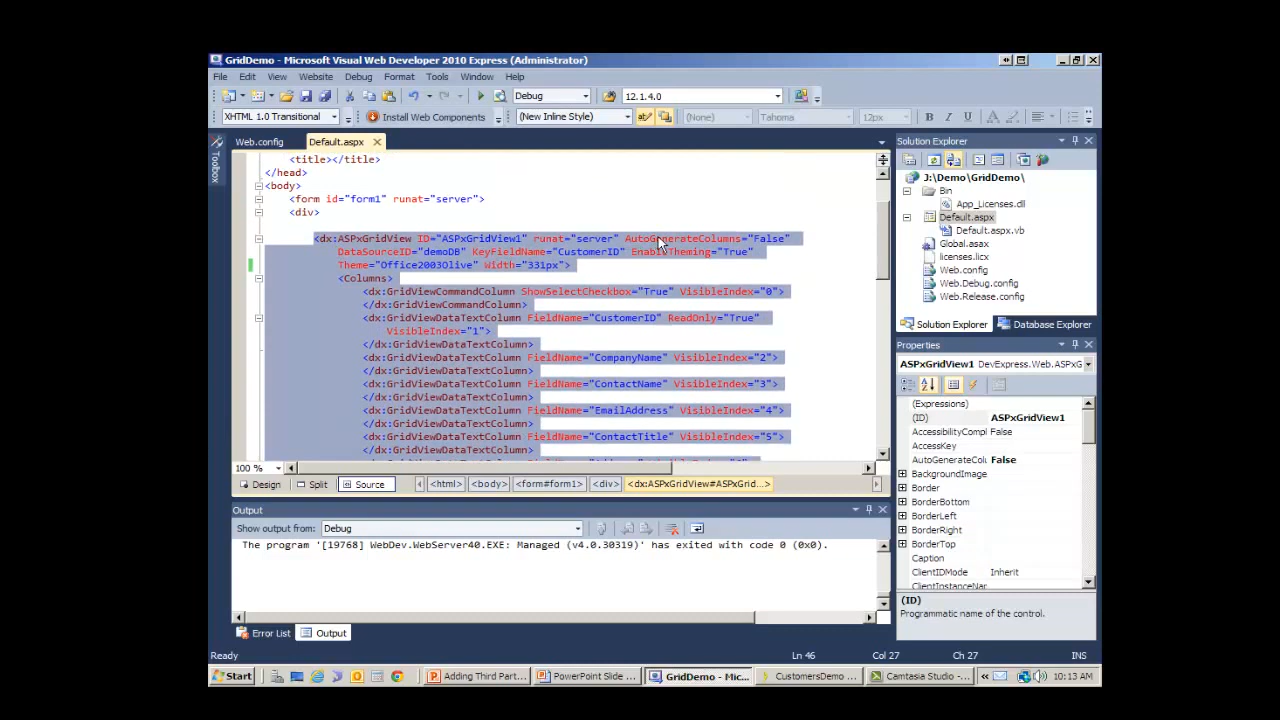 GridDemo - Microsoft Visual Web Developer 2010 Express (Administrator)
File Edit View Website Debug Format Tools Window Help
Debug 12.1.4.0
XHTML 1.0 Transitional Install Web Components (New Inline Style) (None) Tahoma 12px B I U
Toolbox
Web.config Default.aspx
<title></title>
</head>
<body>
<form id="form1" runat="server">
<div>
<dx:ASPxGridView ID="ASPxGridView1" runat="server" AutoGenerateColumns="False"
DataSourceID="demoDB" KeyFieldName="CustomerID" EnableTheming="True"
Theme="Office2003Olive" Width="331px">
<Columns>
<dx:GridViewCommandColumn ShowSelectCheckbox="True" VisibleIndex="0">
</dx:GridViewCommandColumn>
<dx:GridViewDataTextColumn FieldName="CustomerID" ReadOnly="True"
VisibleIndex="1">
</dx:GridViewDataTextColumn>
<dx:GridViewDataTextColumn FieldName="CompanyName" VisibleIndex="2">
</dx:GridViewDataTextColumn>
<dx:GridViewDataTextColumn FieldName="ContactName" VisibleIndex="3">
</dx:GridViewDataTextColumn>
<dx:GridViewDataTextColumn FieldName="EmailAddress" VisibleIndex="4">
</dx:GridViewDataTextColumn>
<dx:GridViewDataTextColumn FieldName="ContactTitle" VisibleIndex="5">
</dx:GridViewDataTextColumn>
100 %
Design Split Source <html> <body> <form#form1> <div> <dx:ASPxGridView#ASPxGrid...>
Output
Show output from: Debug
The program '[19768] WebDev.WebServer40.EXE: Managed (v4.0.30319)' has exited with code 0 (0x0).
Error List Output
Solution Explorer
J:\Demo\GridDemo\
Bin
App_Licenses.dll
Default.aspx
Default.aspx.vb
Global.asax
licenses.licx
Web.config
Web.Debug.config
Web.Release.config
Solution Explorer Database Explorer
Properties
ASPxGridView1 DevExpress.Web.ASPxG
(Expressions)
(ID) ASPxGridView1
AccessibilityCompl False
AccessKey
AutoGenerateColu False
BackgroundImage
Border
BorderBottom
BorderLeft
BorderRight
BorderTop
Caption
ClientIDMode Inherit
ClientInstanceNar
(ID)
Programmatic name of the control.
Ready Ln 46 Col 27 Ch 27 INS
Start Adding Third Part... PowerPoint Slide ... GridDemo - Mic... CustomersDemo ... Camtasia Studio -... 10:13 AM